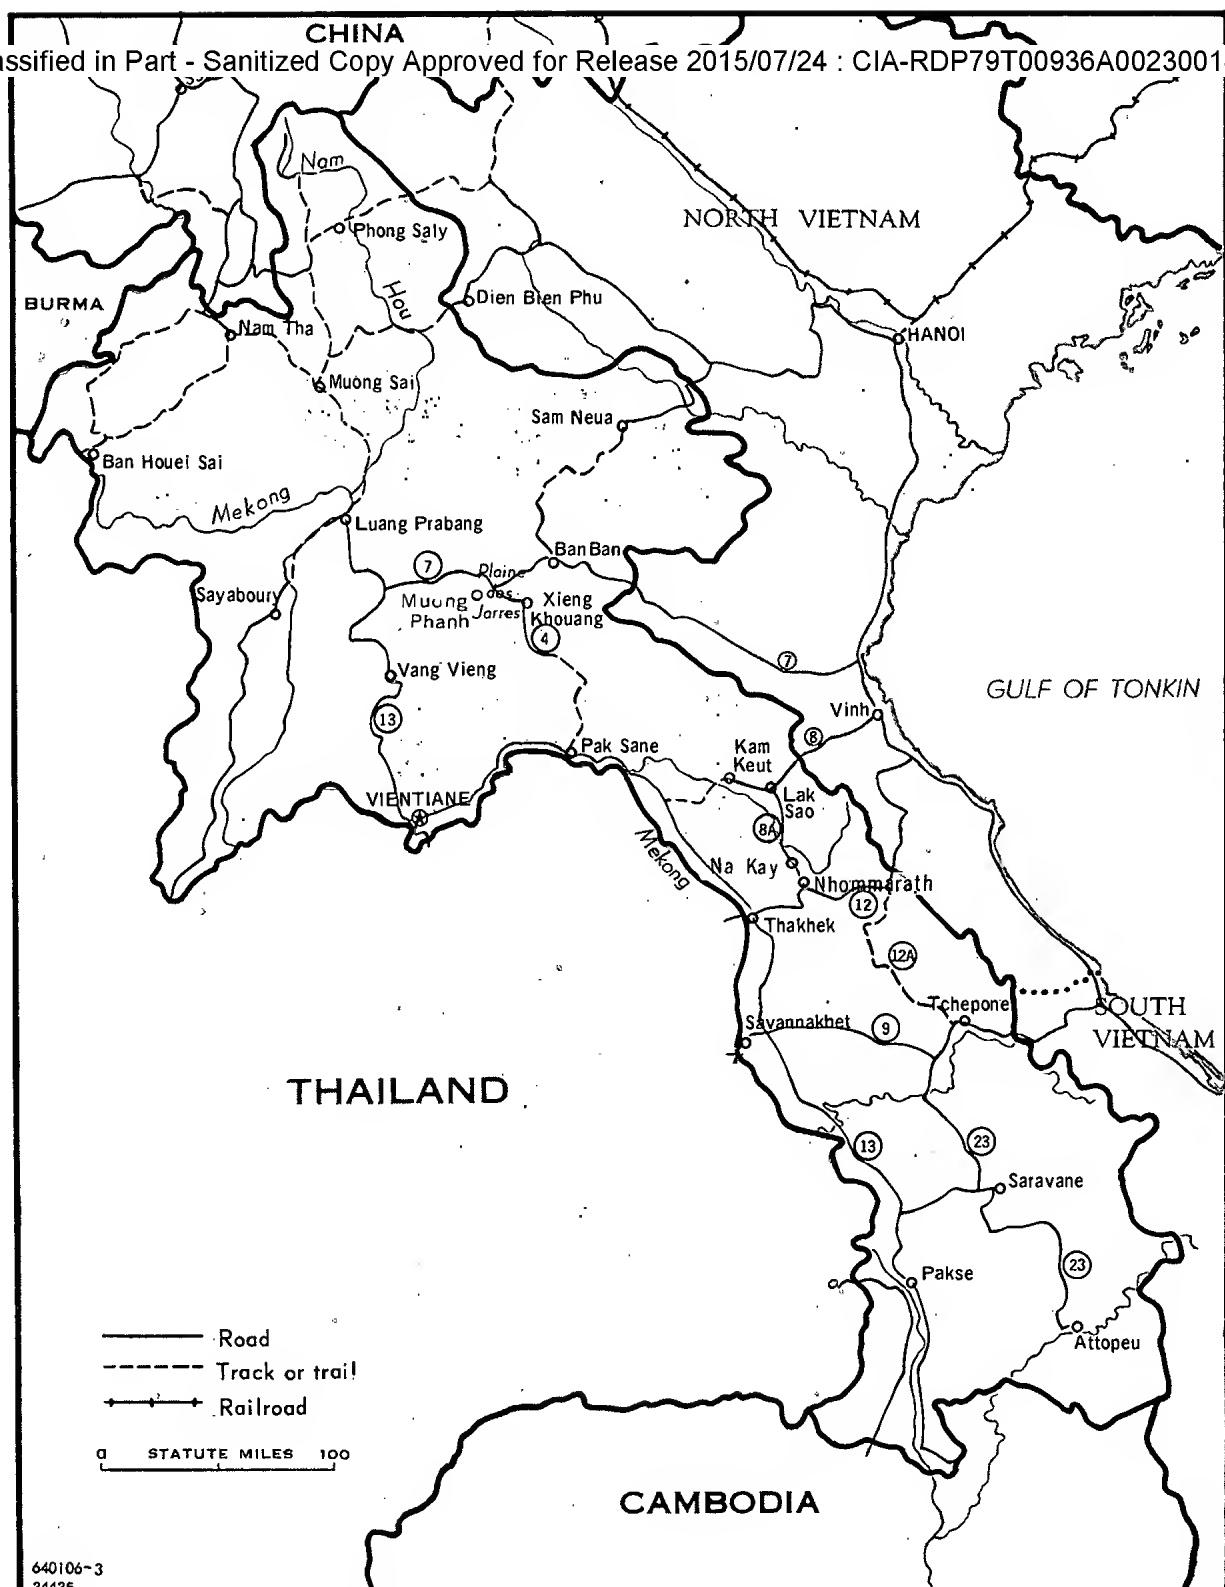 CHINA
assified in Part - Sanitized Copy Approved for Release 2015/07/24 : CIA-RDP79T00936A0023001
Nam
NORTH VIETNAM
Phong Saly
Hou
BURMA
Dien Bien Phu
Nam Tha
HANOI
Muong Sai
Sam Neua
Ban Houei Sai
Mekong
Luang Prabang
Ban Ban
7
Plaine
des
Jarres
Sayaboury
Muong
Phanh
Xieng
Khouang
4
7
Vang Vieng
GULF OF TONKIN
13
Vinh
8
Pak Sane
Kam
Keut
VIENTIANE
Lak
Sao
8A
Mekong
Na Kay
Nhommarath
12
Thakhek
12A
Tchepone
SOUTH
VIETNAM
Savannakhet
9
THAILAND
13
23
Saravane
23
Pakse
Attopeu
Road
Track or trail
Railroad
0 STATUTE MILES 100
CAMBODIA
640106-3